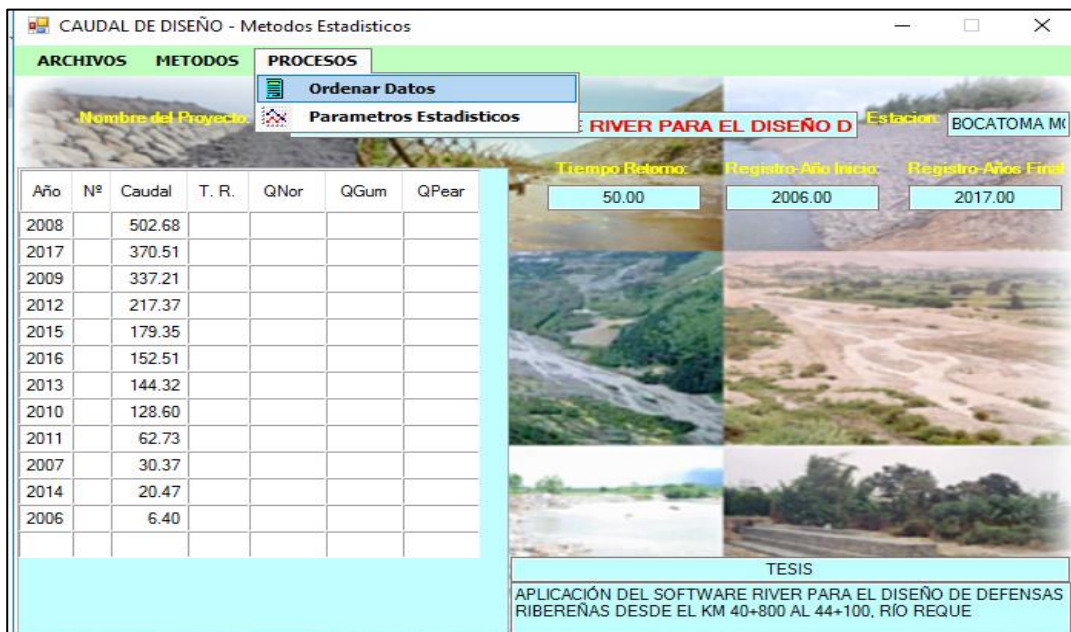 CAUDAL DE DISEÑO - Metodos Estadisticos
ARCHIVOS METODOS PROCESOS
Ordenar Datos
Parametros Estadisticos
Nombre del Proyecto:
E RIVER PARA EL DISEÑO D
Estacion:
BOCATOMA MO
Tiempo Retorno: Registro-Año Inicio: Registro-Años Final
50.00 2006.00 2017.00
Año Nº Caudal T. R. QNor QGum QPear
2008 502.68
2017 370.51
2009 337.21
2012 217.37
2015 179.35
2016 152.51
2013 144.32
2010 128.60
2011 62.73
2007 30.37
2014 20.47
2006 6.40
TESIS
APLICACIÓN DEL SOFTWARE RIVER PARA EL DISEÑO DE DEFENSAS
RIBEREÑAS DESDE EL KM 40+800 AL 44+100, RÍO REQUE